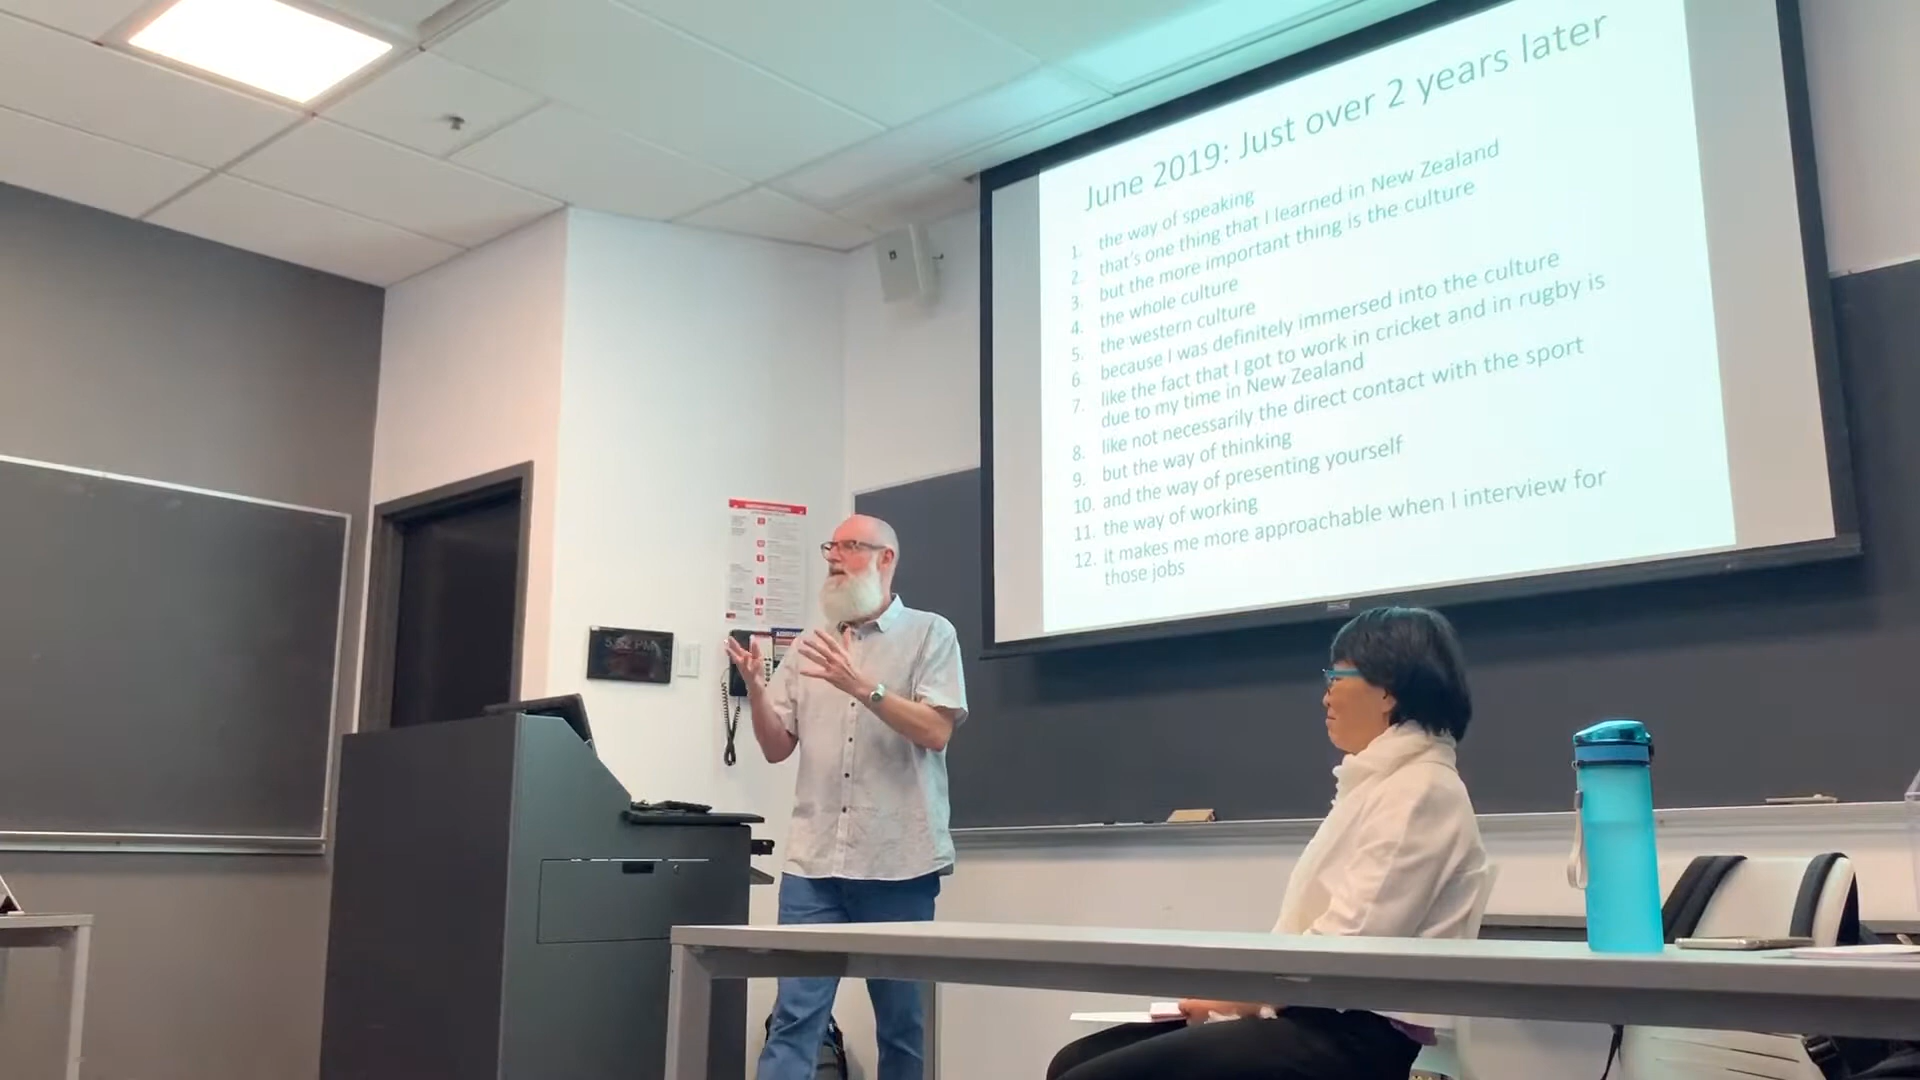 June 2019: Just over 2 years later
1. the way of speaking
2. that's one thing that I learned in New Zealand
3. but the more important thing is the culture
4. the whole culture
5. the western culture
6 because I was definitely immersed into the culture
7. like the fact that I got to work in cricket and in rugby is
due to my time in New Zealand
8. like not necessarily the direct contact with the sport
9. but the way of thinking
10. and the way of presenting yourself
11. the way of working
12. it makes me more approachable when I interview for
those jobs